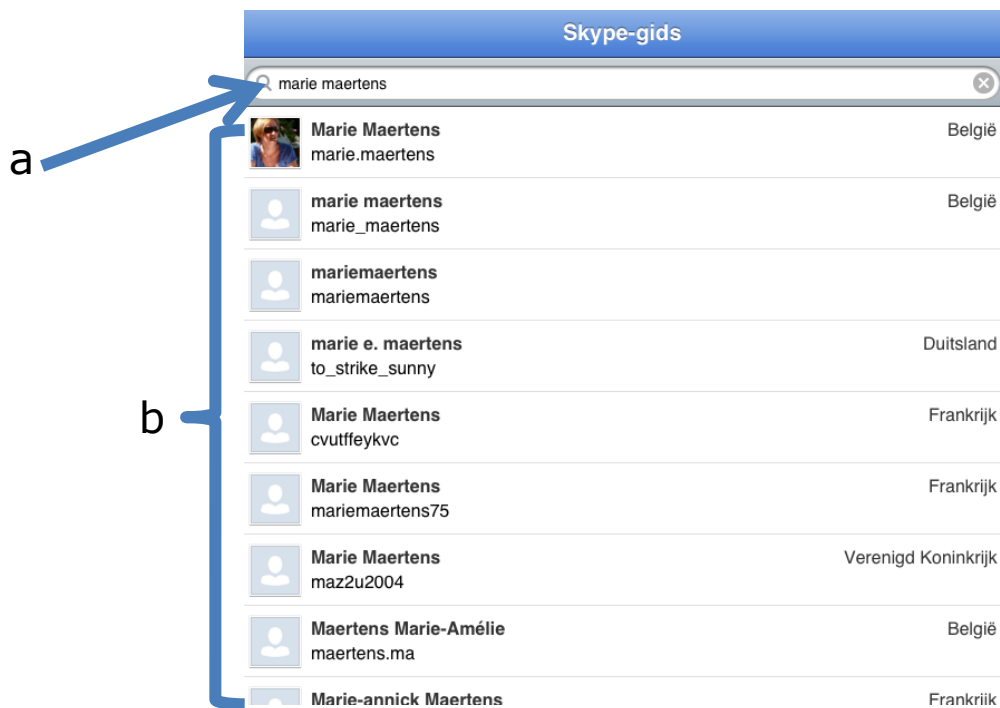 Skype-gids
marie maertens
a
Marie Maertens België
marie.maertens
marie maertens België
marie_maertens
mariemaertens
mariemaertens
marie e. maertens Duitsland
to_strike_sunny
b
Marie Maertens Frankrijk
cvutffeykvc
Marie Maertens Frankrijk
mariemaertens75
Marie Maertens Verenigd Koninkrijk
maz2u2004
Maertens Marie-Amélie België
maertens.ma
Marie-annick Maertens Frankrijk